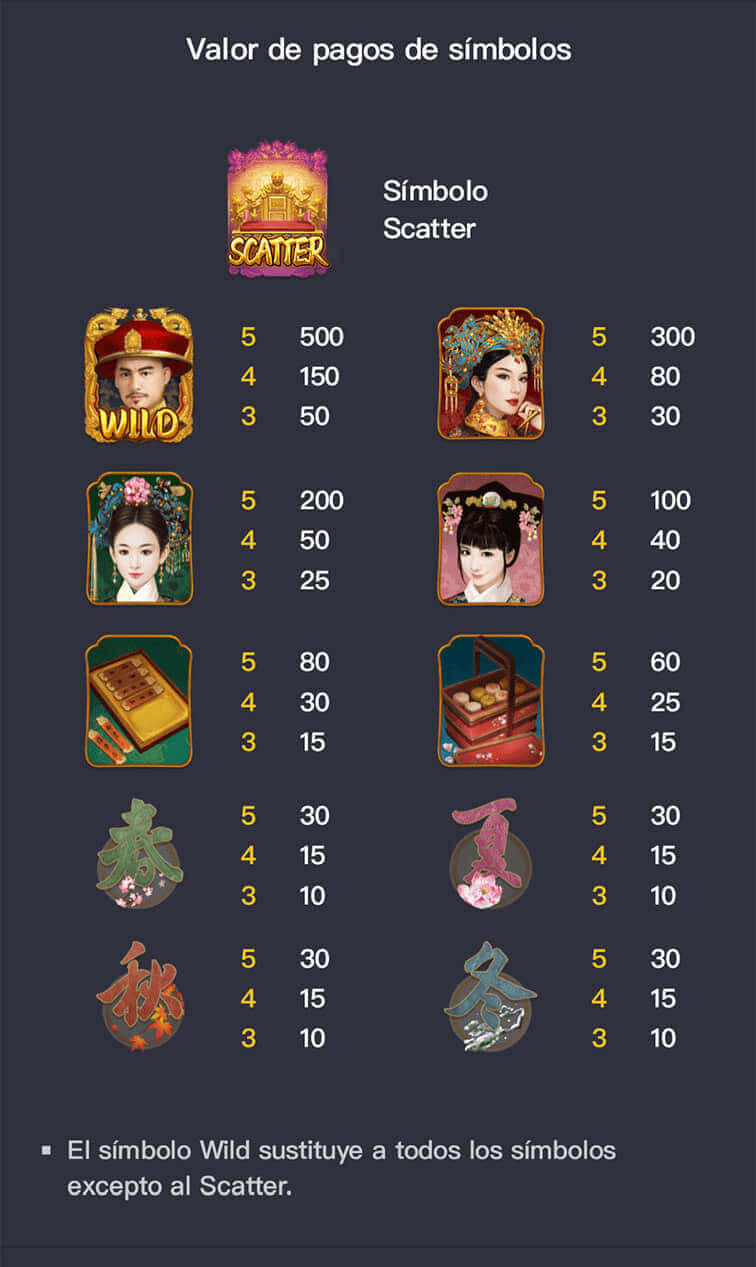 Valor de pagos de símbolos
SCATTER
Símbolo
Scatter
WILD
5 500
4 150
3 50
5 300
4 80
3 30
5 200
4 50
3 25
5 100
4 40
3 20
5 80
4 30
3 15
5 60
4 25
3 15
春
5 30
4 15
3 10
夏
5 30
4 15
3 10
秋
5 30
4 15
3 10
冬
5 30
4 15
3 10
▪ El símbolo Wild sustituye a todos los símbolos
excepto al Scatter.